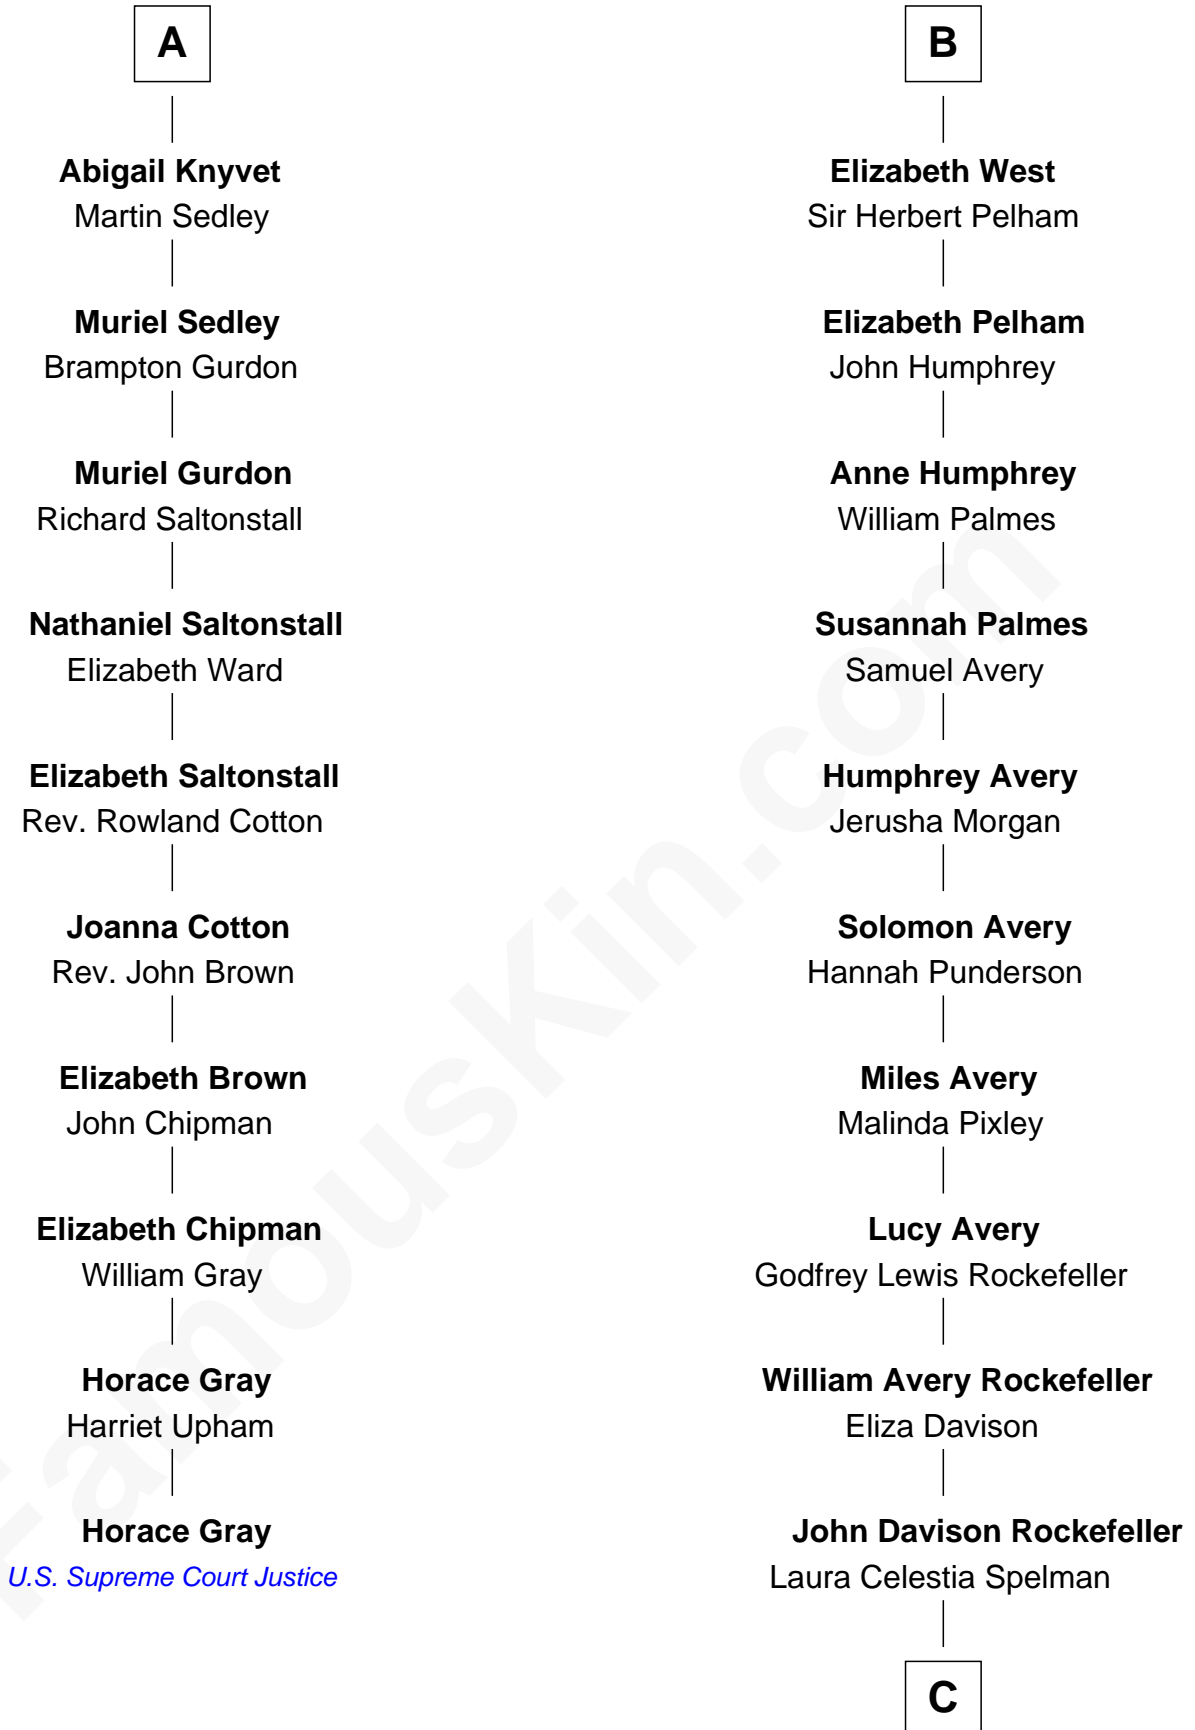 A
Abigail Knyvet
Martin Sedley
Muriel Sedley
Brampton Gurdon
Muriel Gurdon
Richard Saltonstall
Nathaniel Saltonstall
Elizabeth Ward
Elizabeth Saltonstall
Rev. Rowland Cotton
Joanna Cotton
Rev. John Brown
Elizabeth Brown
John Chipman
Elizabeth Chipman
William Gray
Horace Gray
Harriet Upham
Horace Gray
U.S. Supreme Court Justice
B
Elizabeth West
Sir Herbert Pelham
Elizabeth Pelham
John Humphrey
Anne Humphrey
William Palmes
Susannah Palmes
Samuel Avery
Humphrey Avery
Jerusha Morgan
Solomon Avery
Hannah Punderson
Miles Avery
Malinda Pixley
Lucy Avery
Godfrey Lewis Rockefeller
William Avery Rockefeller
Eliza Davison
John Davison Rockefeller
Laura Celestia Spelman
C
FamousKin.com